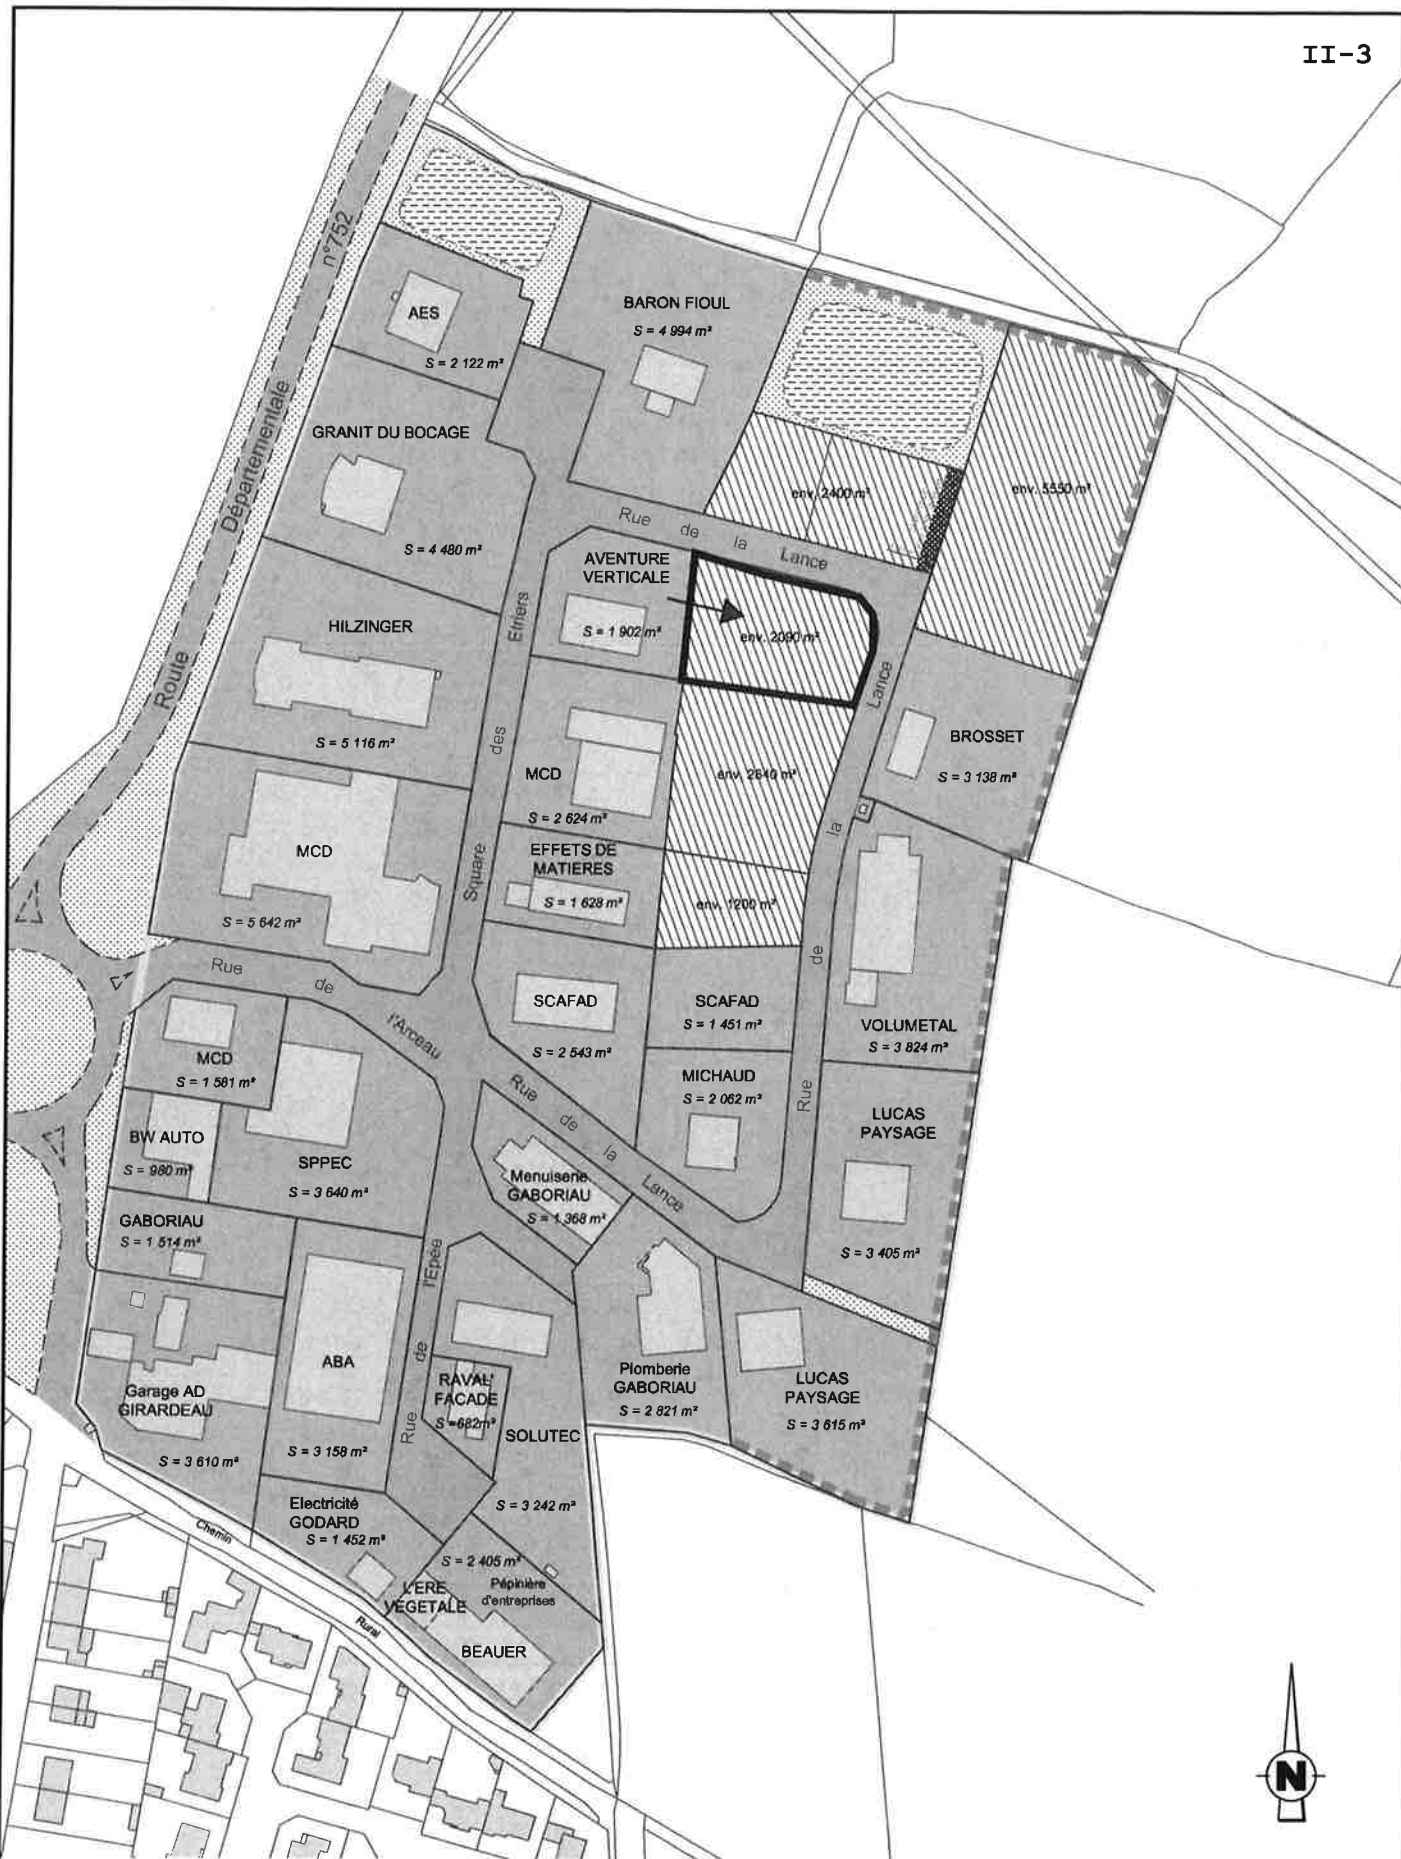 II-3
n°752
Départementale
Route
AES
S = 2 122 m²
BARON FIOUL
S = 4 994 m²
GRANIT DU BOCAGE
S = 4 480 m²
env. 2400 m²
env. 5550 m²
Rue de la Lance
AVENTURE
VERTICALE
S = 1 902 m²
env. 2090 m²
HILZINGER
S = 5 116 m²
Square des Etriers
MCD
S = 2 624 m²
env. 2640 m²
BROSSET
S = 3 138 m²
MCD
S = 5 642 m²
EFFETS DE
MATIERES
S = 1 628 m²
env. 1200 m²
Rue de la Lance
Rue de l'Arceau
SCAFAD
S = 2 543 m²
SCAFAD
S = 1 451 m²
VOLUMETAL
S = 3 824 m²
MCD
S = 1 581 m²
MICHAUD
S = 2 062 m²
Rue de la Lance
BW AUTO
S = 980 m²
SPPEC
S = 3 640 m²
LUCAS
PAYSAGE
S = 3 405 m²
Menuiserie
GABORIAU
S = 1 368 m²
GABORIAU
S = 1 514 m²
Rue de l'Epée
ABA
S = 3 158 m²
Garage AD
GIRARDEAU
S = 3 610 m²
RAVAL'
FACADE
S =682m²
SOLUTEC
S = 3 242 m²
Plomberie
GABORIAU
S = 2 821 m²
LUCAS
PAYSAGE
S = 3 615 m²
Electricité
GODARD
S = 1 452 m²
S = 2 405 m²
Pépinière
d'entreprises
L'ERE
VEGETALE
BEAUER
Chemin
Rural
N